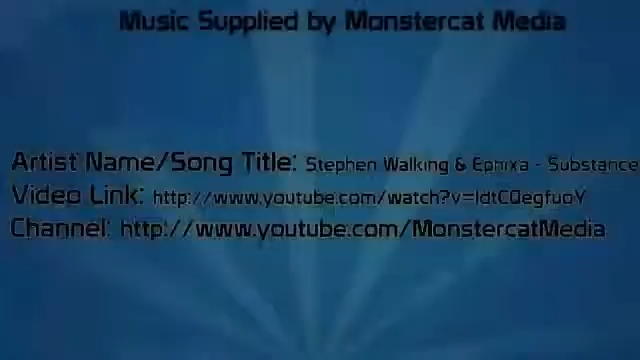 Music Supplied by Monstercat Media
Artist Name/Song Title: Stephen Walking & Ephixa - Substance
Video Link: http://www.youtube.com/watch?v=ldtC0egfuoY
Channel: http://www.youtube.com/MonstercatMedia